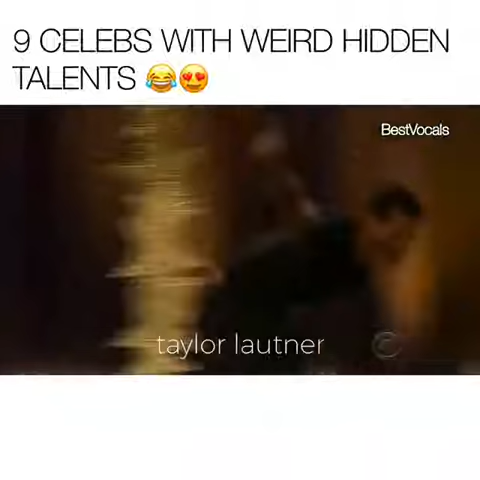 9 CELEBS WITH WEIRD HIDDEN
TALENTS 😂😍
BestVocals
taylor lautner
©